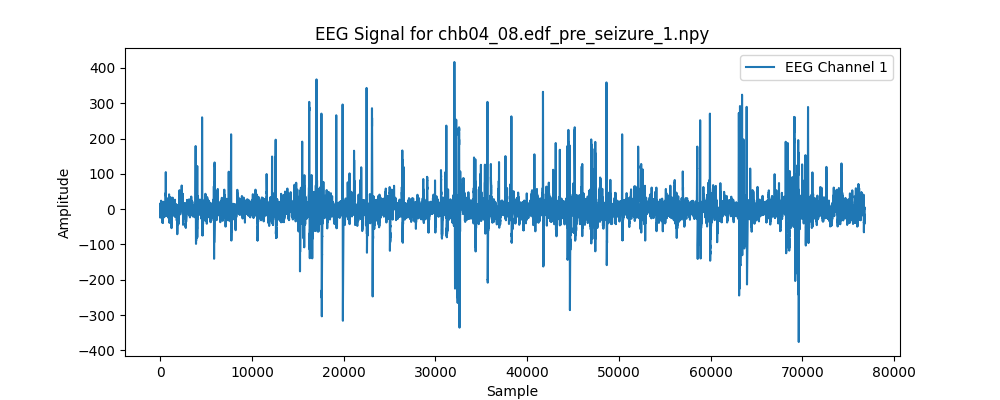 EEG Signal for chb04_08.edf_pre_seizure_1.npy
EEG Channel 1
400
300
200
100
0
−100
−200
−300
−400
Amplitude
0 10000 20000 30000 40000 50000 60000 70000 80000
Sample